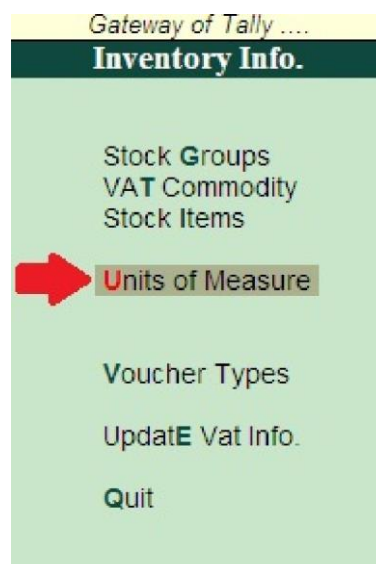 Gateway of Tally ....
Inventory Info.
Stock Groups
VAT Commodity
Stock Items
Units of Measure
Voucher Types
UpdatE Vat Info.
Quit